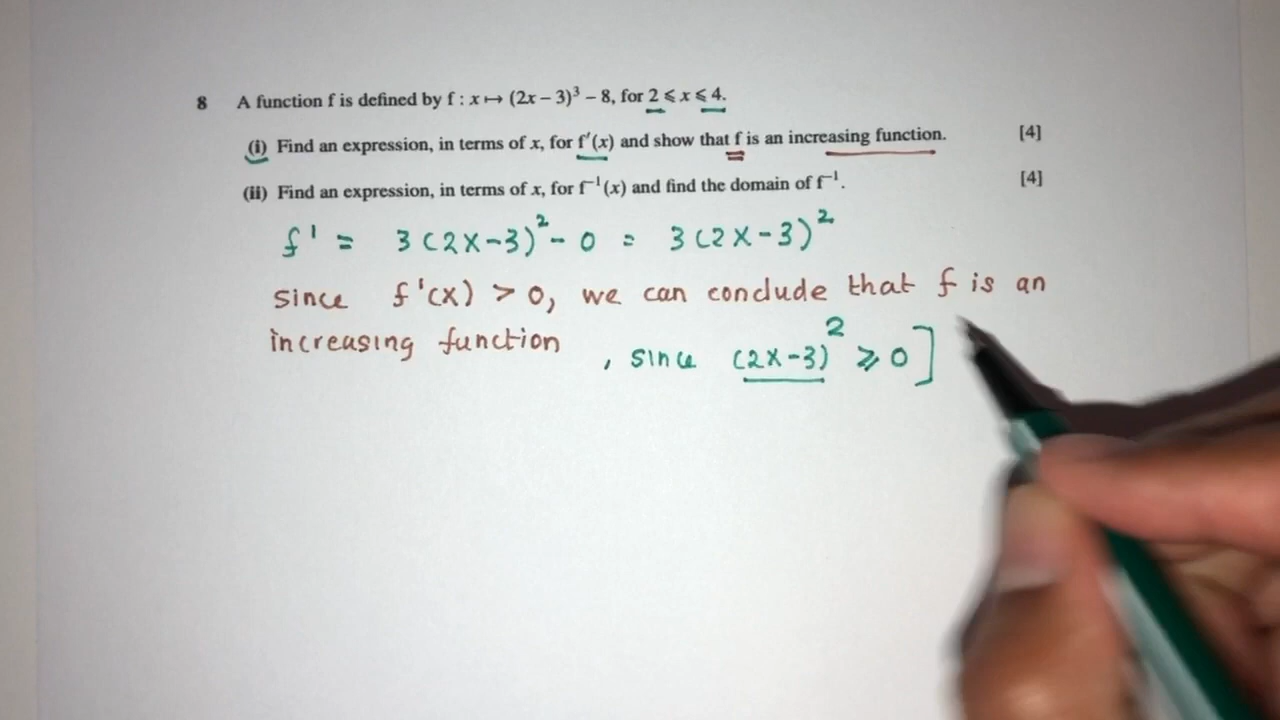 8 A function f is defined by f : x ↦ (2x – 3)³ – 8, for 2 ⩽ x ⩽ 4.
(i) Find an expression, in terms of x, for f′(x) and show that f is an increasing function. [4]
(ii) Find an expression, in terms of x, for f⁻¹(x) and find the domain of f⁻¹. [4]
f' = 3(2x-3)² - 0 = 3(2x-3)²
since f'(x) > 0, we can conclude that f is an
increasing function , since (2x-3)² ⩾ 0]